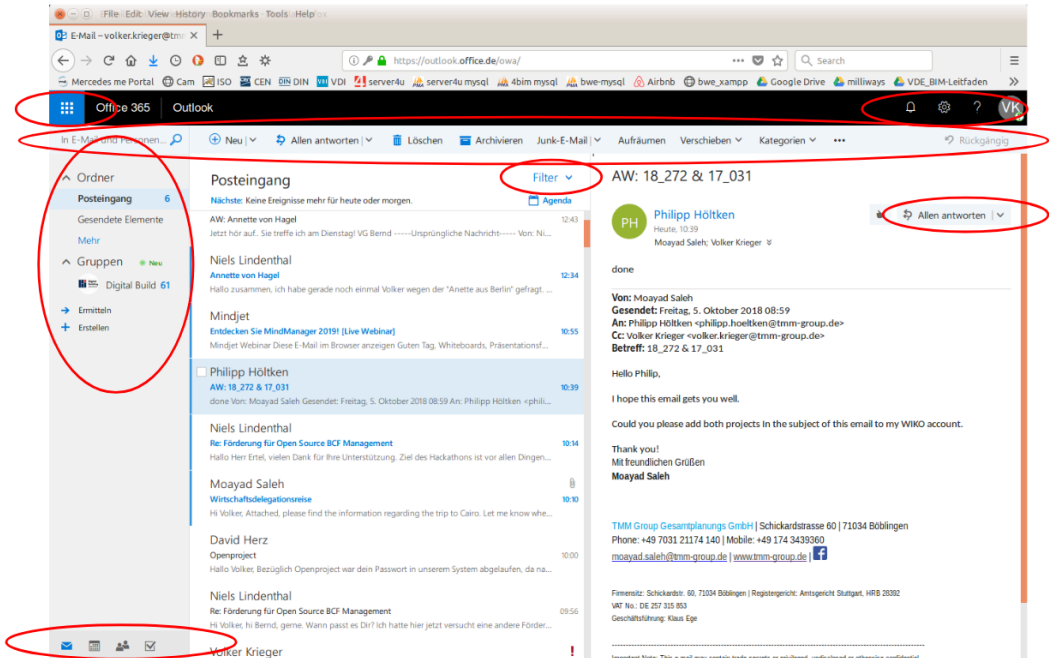 File Edit View History Bookmarks Tools Help
E-Mail – volker.krieger@tmn
https://outlook.office.de/owa/
Search
Mercedes me Portal Cam ISO CEN DIN VDI server4u server4u mysql 4bim mysql bwe-mysql Airbnb bwe_xampp Google Drive milliways VDE_BIM-Leitfaden
Office 365 Outlook
VK
In E-Mail und Personen... Neu Allen antworten Löschen Archivieren Junk-E-Mail Aufräumen Verschieben Kategorien ••• Rückgängig
Ordner
Posteingang 6
Gesendete Elemente
Mehr
Gruppen Neu
Digital Build 61
Ermitteln
Erstellen
Posteingang Filter
Nächste: Keine Ereignisse mehr für heute oder morgen. Agenda
AW: Annette von Hagel 12:43
Jetzt hör auf.. Sie treffe ich am Dienstag! VG Bernd -----Ursprüngliche Nachricht----- Von: Ni...
Niels Lindenthal
Annette von Hagel 12:34
Hallo zusammen, ich habe gerade noch einmal Volker wegen der "Anette aus Berlin" gefragt. ...
Mindjet
Entdecken Sie MindManager 2019! [Live Webinar] 10:55
Mindjet Webinar Diese E-Mail im Browser anzeigen Guten Tag, Whiteboards, Präsentationsf...
Philipp Höltken
AW: 18_272 & 17_031 10:39
done Von: Moayad Saleh Gesendet: Freitag, 5. Oktober 2018 08:59 An: Philipp Höltken <phili...
Niels Lindenthal
Re: Förderung für Open Source BCF Management 10:14
Hallo Herr Ertel, vielen Dank für Ihre Unterstützung. Ziel des Hackathons ist vor allen Dingen...
Moayad Saleh
Wirtschaftsdelegationsreise 10:10
Hi Volker, Attached, please find the information regarding the trip to Cairo. Let me know whe...
David Herz
Openproject 10:00
Hallo Volker, Bezüglich Openproject war dein Passwort in unserem System abgelaufen, da na...
Niels Lindenthal
Re: Förderung für Open Source BCF Management 09:56
Hi Volker, hi Bernd, gerne. Wann passt es Dir? Ich hatte hier jetzt versucht eine andere Förder...
Volker Krieger !
AW: 18_272 & 17_031
PH
Philipp Höltken
Heute, 10:39
Moayad Saleh; Volker Krieger
Allen antworten
done
Von: Moayad Saleh
Gesendet: Freitag, 5. Oktober 2018 08:59
An: Philipp Höltken <philipp.hoeltken@tmm-group.de>
Cc: Volker Krieger <volker.krieger@tmm-group.de>
Betreff: 18_272 & 17_031
Hello Philip,
I hope this email gets you well.
Could you please add both projects In the subject of this email to my WIKO account.
Thank you!
Mit freundlichen Grüßen
Moayad Saleh
TMM Group Gesamtplanungs GmbH | Schickardstrasse 60 | 71034 Böblingen
Phone: +49 7031 21174 140 | Mobile: +49 174 3439360
moayad.saleh@tmm-group.de | www.tmm-group.de |
Firmensitz: Schickardstr. 60, 71034 Böblingen | Registergericht: Amtsgericht Stuttgart, HRB 28392
VAT No.: DE 257 315 853
Geschäftsführung: Klaus Ege
Important Note: This e-mail may contain trade secrets or privileged, undisclosed or otherwise confidential